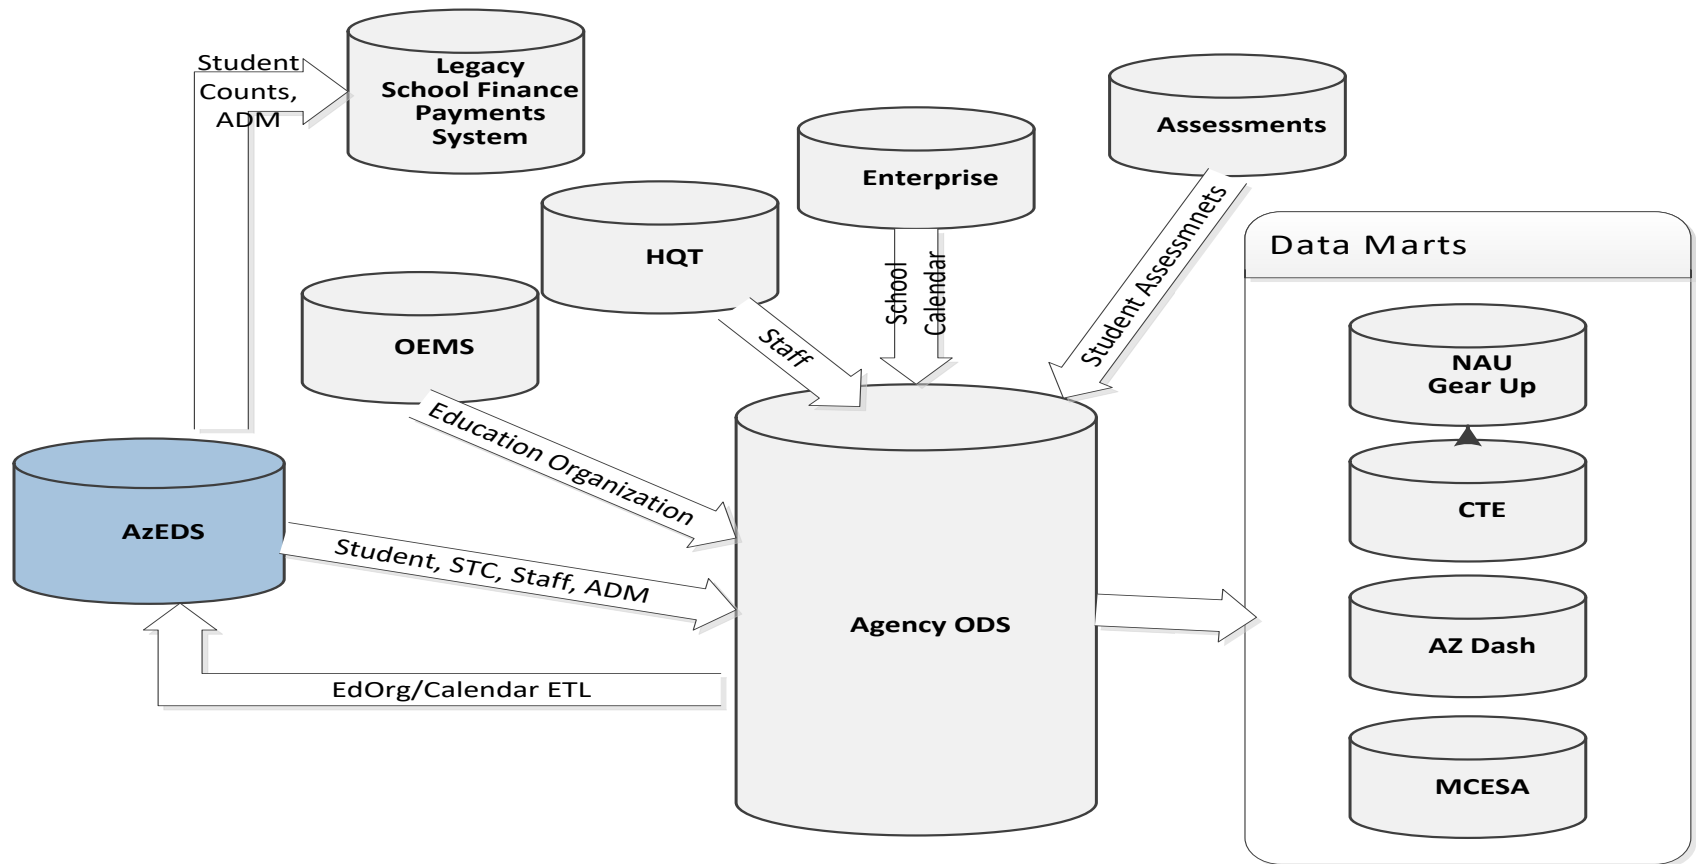 Student
Counts,
ADM
Legacy
School Finance
Payments
System
Assessments
Enterprise
HQT
OEMS
School
Calendar
Student Assessmnets
Staff
Education Organization
Data Marts
NAU
Gear Up
CTE
AZ Dash
MCESA
AzEDS
Student, STC, Staff, ADM
Agency ODS
EdOrg/Calendar ETL